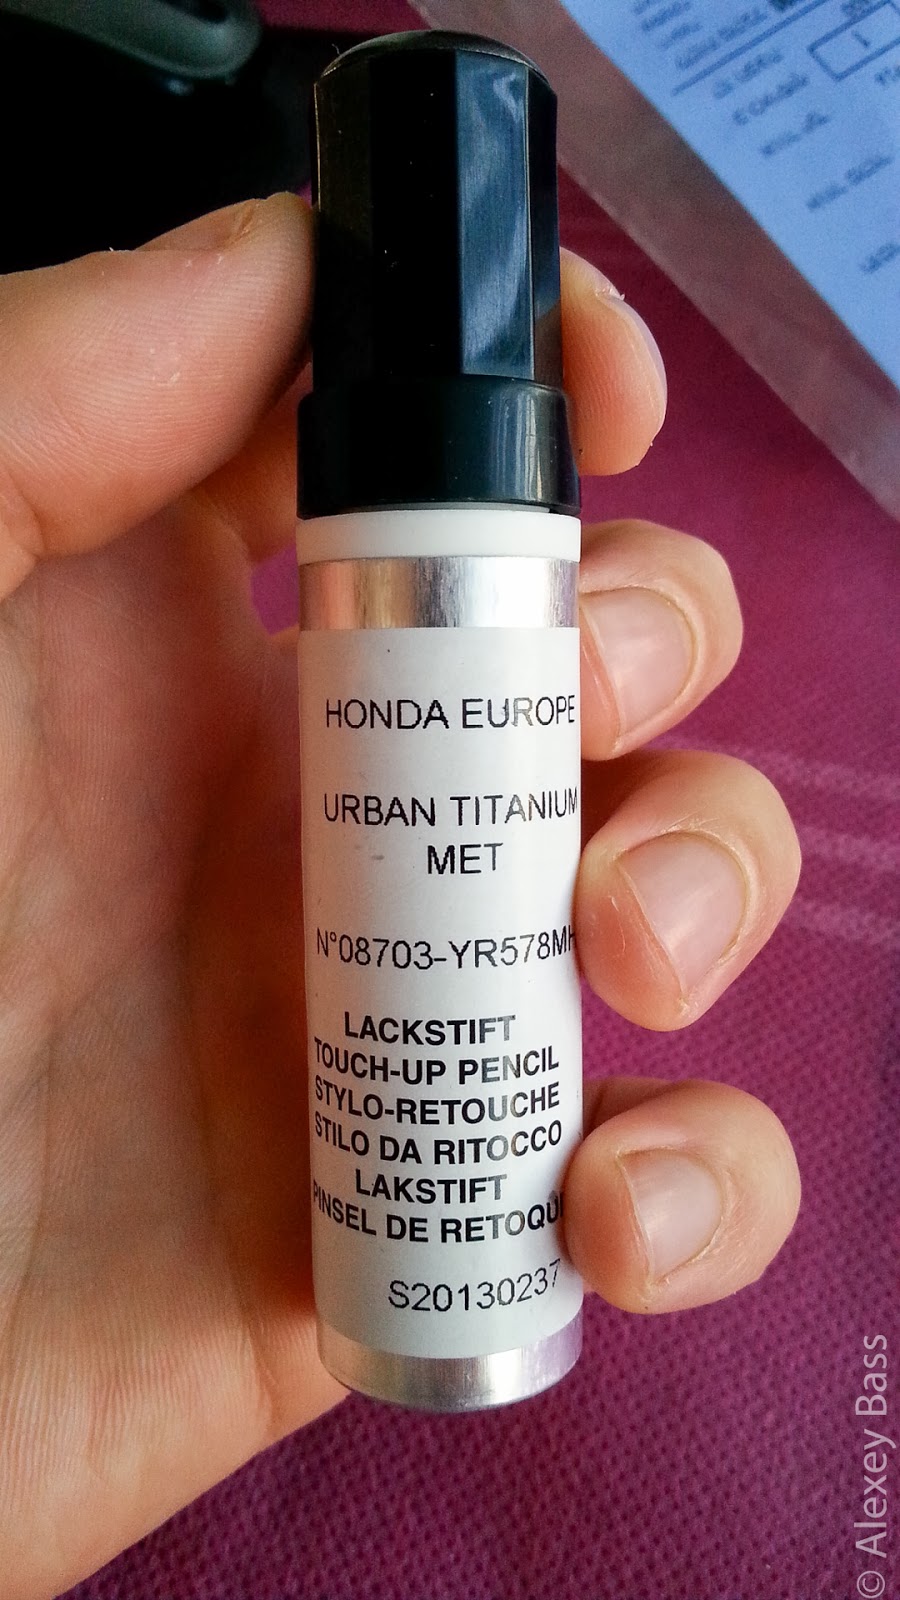 HONDA EUROPE
URBAN TITANIUM
MET
N°08703-YR578MH
LACKSTIFT
TOUCH-UP PENCIL
STYLO-RETOUCHE
STILO DA RITOCCO
LAKSTIFT
PINSEL DE RETOQUE
S20130237
© Alexey Bass